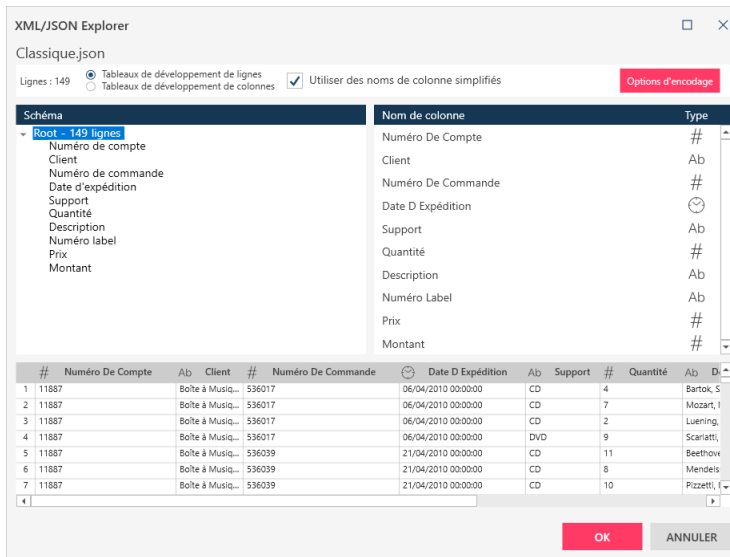 XML/JSON Explorer
Classique.json
Lignes : 149
Tableaux de développement de lignes
Tableaux de développement de colonnes
Utiliser des noms de colonne simplifiés
Options d'encodage
Schéma
Root - 149 lignes
Numéro de compte
Client
Numéro de commande
Date d'expédition
Support
Quantité
Description
Numéro label
Prix
Montant
Nom de colonne Type
Numéro De Compte #
Client Ab
Numéro De Commande #
Date D Expédition
Support Ab
Quantité #
Description Ab
Numéro Label Ab
Prix #
Montant #
# Numéro De Compte Ab Client # Numéro De Commande Date D Expédition Ab Support # Quantité Ab D
1 11887 Boîte à Musiq... 536017 06/04/2010 00:00:00 CD 4 Bartok, S
2 11887 Boîte à Musiq... 536017 06/04/2010 00:00:00 CD 7 Mozart,
3 11887 Boîte à Musiq... 536017 06/04/2010 00:00:00 CD 2 Luening,
4 11887 Boîte à Musiq... 536017 06/04/2010 00:00:00 DVD 9 Scarlatti,
5 11887 Boîte à Musiq... 536039 21/04/2010 00:00:00 CD 11 Beethove
6 11887 Boîte à Musiq... 536039 21/04/2010 00:00:00 CD 8 Mendels
7 11887 Boîte à Musiq... 536039 21/04/2010 00:00:00 CD 10 Pizzetti,
OK
ANNULER